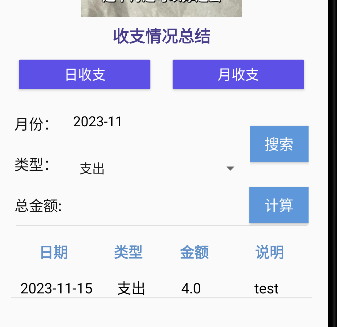 收支情况总结
日收支 月收支
月份: 2023-11
搜索
类型: 支出
总金额: 计算
日期 类型 金额 说明
2023-11-15 支出 4.0 test